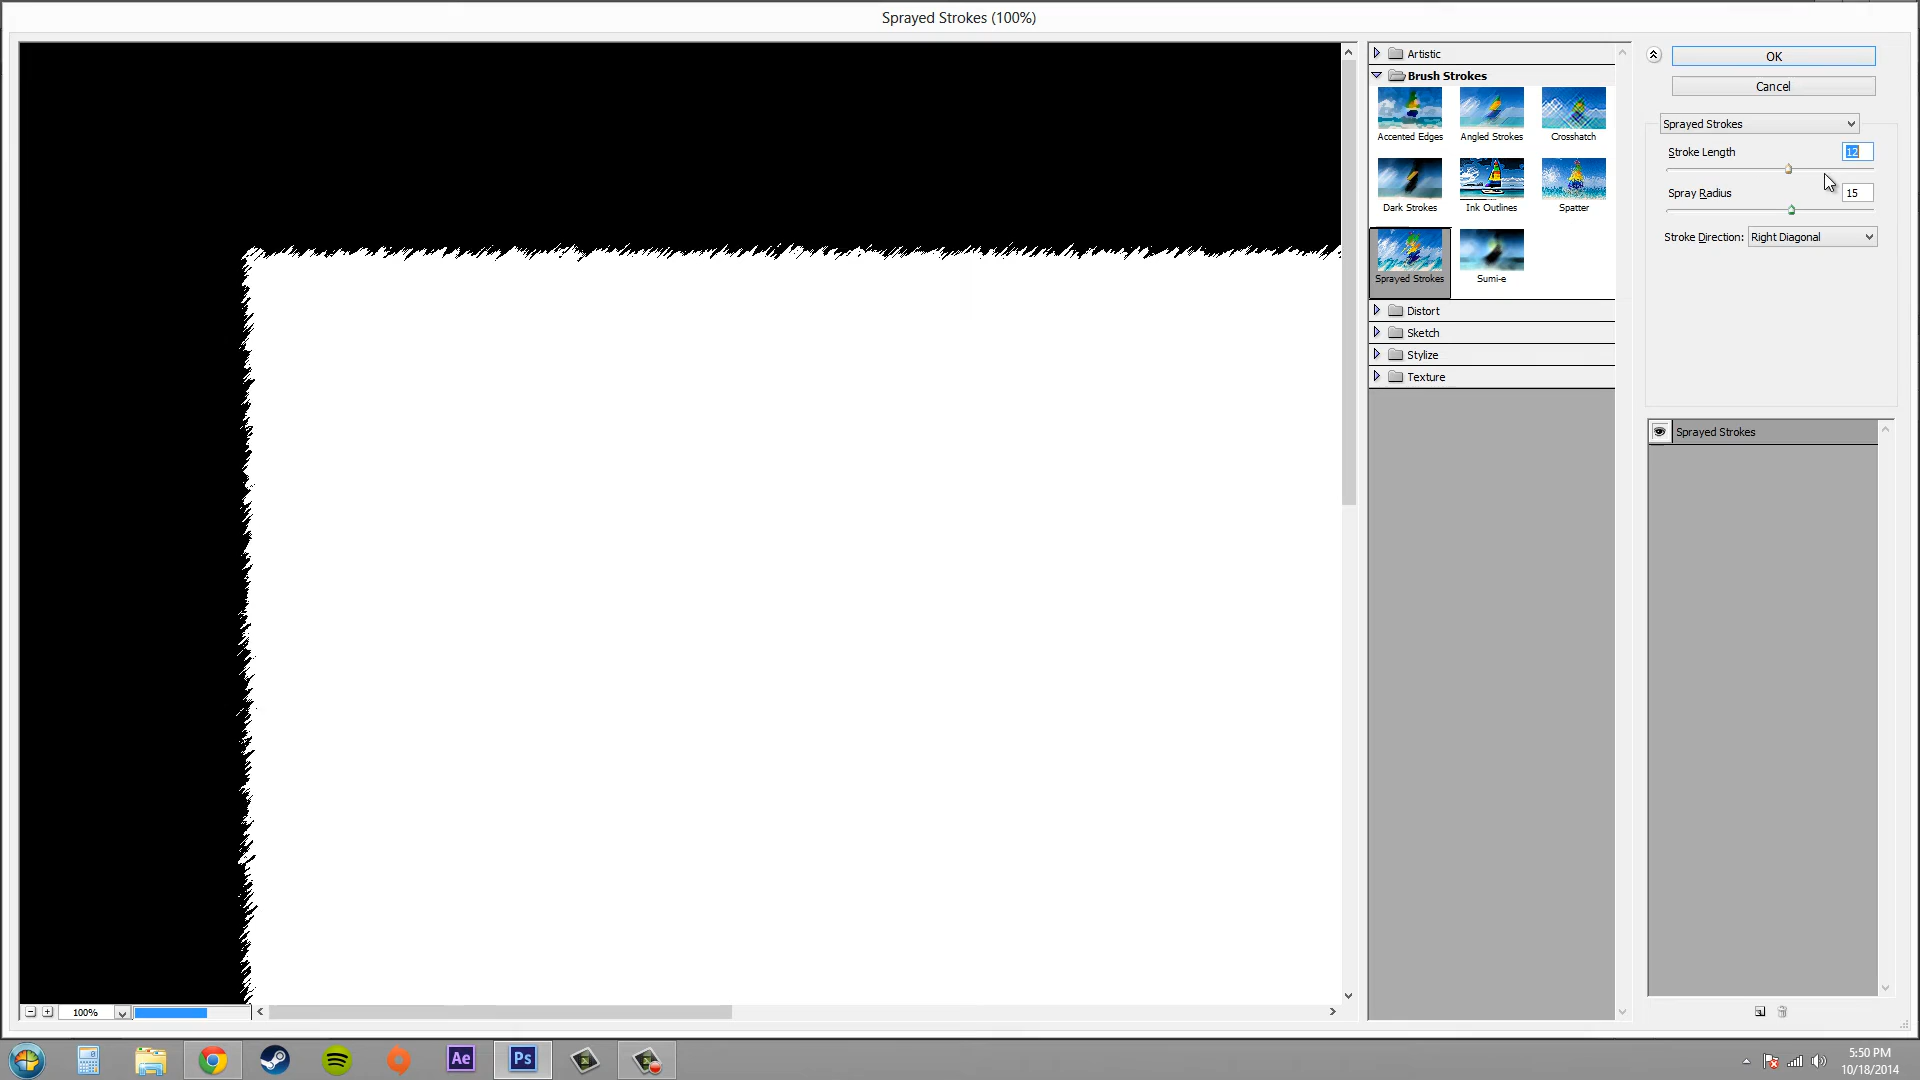 Sprayed Strokes (100%)
Artistic
Brush Strokes
Accented Edges
Angled Strokes
Crosshatch
Dark Strokes
Ink Outlines
Spatter
Sprayed Strokes
Sumi-e
Distort
Sketch
Stylize
Texture
OK
Cancel
Sprayed Strokes
Stroke Length
12
Spray Radius
15
Stroke Direction: Right Diagonal
Sprayed Strokes
100%
Ae
Ps
5:50 PM
10/18/2014